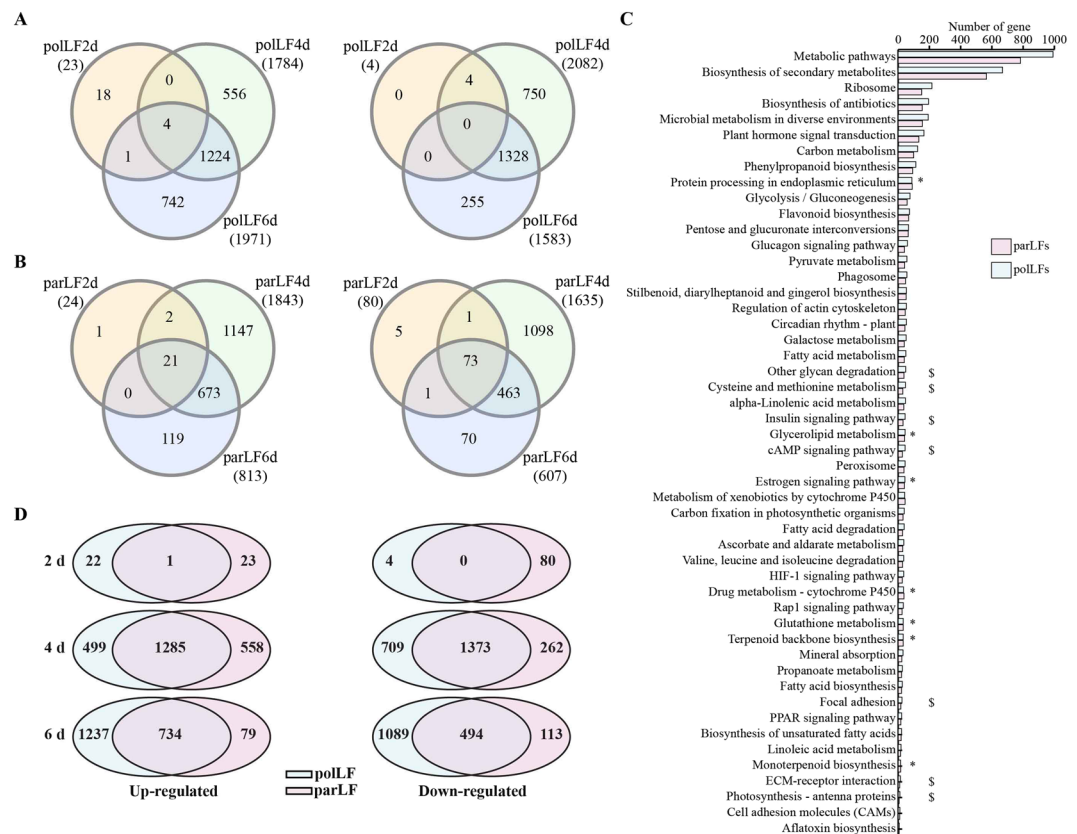 A
polLF2d
(23)
polLF4d
(1784)
18
0
556
4
1
1224
742
polLF6d
(1971)
polLF2d
(4)
polLF4d
(2082)
0
4
750
0
0
1328
255
polLF6d
(1583)
B
parLF2d
(24)
parLF4d
(1843)
1
2
1147
21
0
673
119
parLF6d
(813)
parLF2d
(80)
parLF4d
(1635)
5
1
1098
73
1
463
70
parLF6d
(607)
D
2 d
22
1
23
4
0
80
4 d
499
1285
558
709
1373
262
6 d
1237
734
79
1089
494
113
polLF
parLF
Up-regulated
Down-regulated
C
Number of gene
0 200 400 600 800 1000
Metabolic pathways
Biosynthesis of secondary metabolites
Ribosome
Biosynthesis of antibiotics
Microbial metabolism in diverse environments
Plant hormone signal transduction
Carbon metabolism
Phenylpropanoid biosynthesis
Protein processing in endoplasmic reticulum *
Glycolysis / Gluconeogenesis
Flavonoid biosynthesis
Pentose and glucuronate interconversions
Glucagon signaling pathway
Pyruvate metabolism
Phagosome
Stilbenoid, diarylheptanoid and gingerol biosynthesis
Regulation of actin cytoskeleton
Circadian rhythm - plant
Galactose metabolism
Fatty acid metabolism
Other glycan degradation $
Cysteine and methionine metabolism $
alpha-Linolenic acid metabolism
Insulin signaling pathway $
Glycerolipid metabolism *
cAMP signaling pathway $
Peroxisome
Estrogen signaling pathway *
Metabolism of xenobiotics by cytochrome P450
Carbon fixation in photosynthetic organisms
Fatty acid degradation
Ascorbate and aldarate metabolism
Valine, leucine and isoleucine degradation
HIF-1 signaling pathway
Drug metabolism - cytochrome P450 *
Rap1 signaling pathway
Glutathione metabolism *
Terpenoid backbone biosynthesis *
Mineral absorption
Propanoate metabolism
Fatty acid biosynthesis
Focal adhesion $
PPAR signaling pathway
Biosynthesis of unsaturated fatty acids
Linoleic acid metabolism
Monoterpenoid biosynthesis *
ECM-receptor interaction $
Photosynthesis - antenna proteins $
Cell adhesion molecules (CAMs)
Aflatoxin biosynthesis
parLFs
polLFs